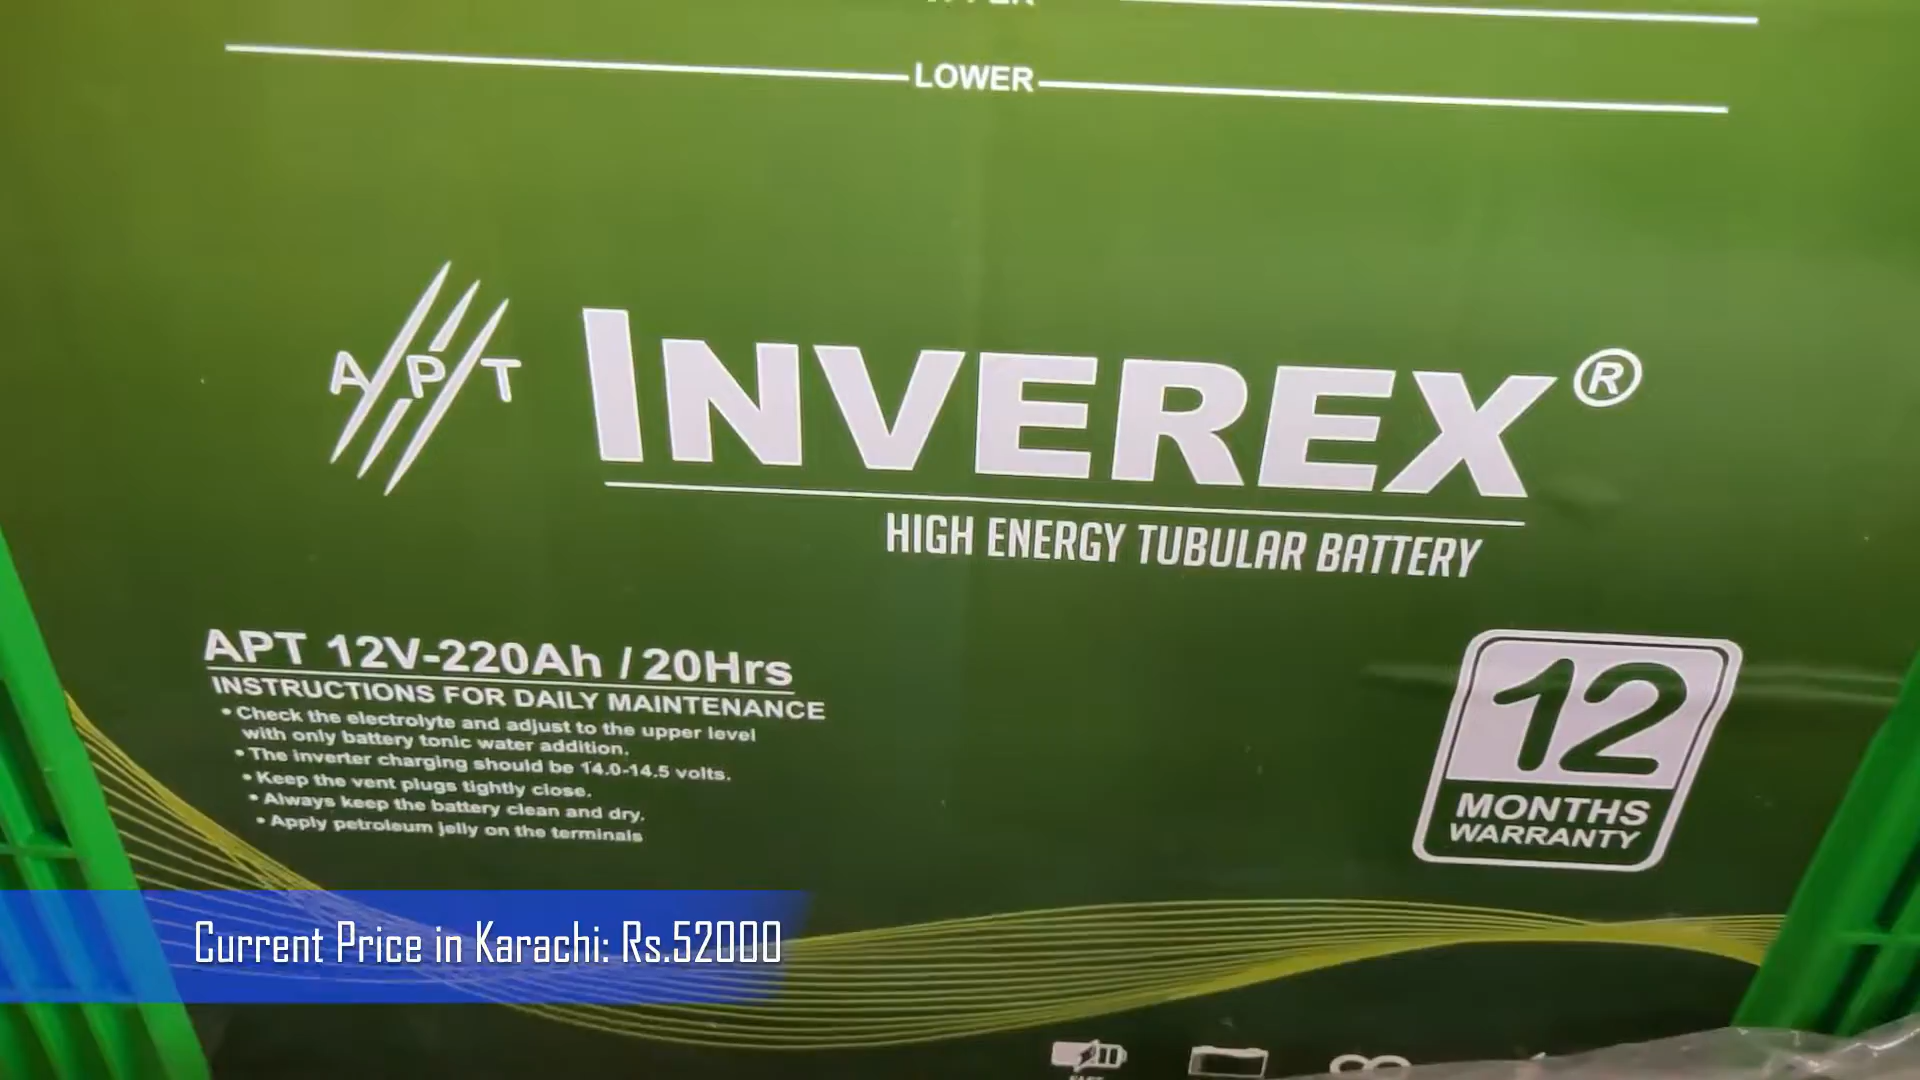 LOWER
APT
INVEREX®
HIGH ENERGY TUBULAR BATTERY
APT 12V-220Ah / 20Hrs
INSTRUCTIONS FOR DAILY MAINTENANCE
• Check the electrolyte and adjust to the upper level
with only battery tonic water addition.
• The inverter charging should be 14.0-14.5 volts.
• Keep the vent plugs tightly close.
• Always keep the battery clean and dry.
• Apply petroleum jelly on the terminals
12
MONTHS
WARRANTY
Current Price in Karachi: Rs.52000